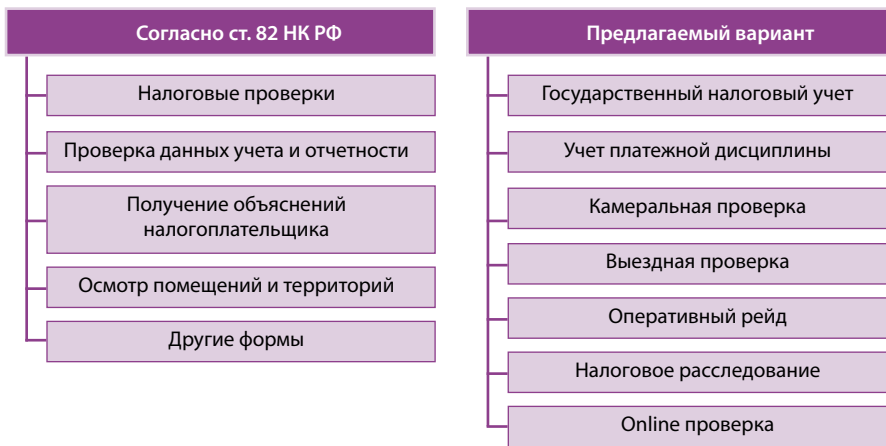 Согласно ст. 82 НК РФ
Налоговые проверки
Проверка данных учета и отчетности
Получение объяснений
налогоплательщика
Осмотр помещений и территорий
Другие формы
Предлагаемый вариант
Государственный налоговый учет
Учет платежной дисциплины
Камеральная проверка
Выездная проверка
Оперативный рейд
Налоговое расследование
Online проверка